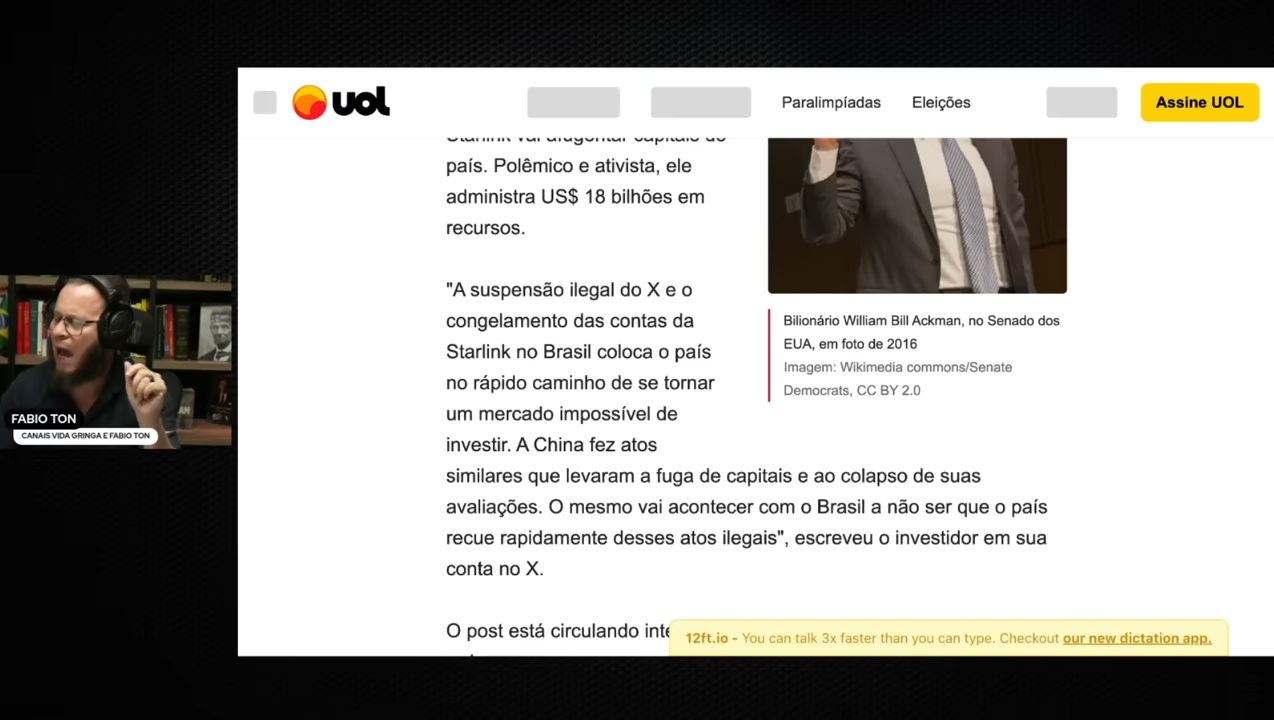 uol
Paralimpíadas
Eleições
Assine UOL
Starlink vai afugentar capitais do
país. Polêmico e ativista, ele
administra US$ 18 bilhões em
recursos.
"A suspensão ilegal do X e o
congelamento das contas da
Starlink no Brasil coloca o país
no rápido caminho de se tornar
um mercado impossível de
investir. A China fez atos
similares que levaram a fuga de capitais e ao colapso de suas
avaliações. O mesmo vai acontecer com o Brasil a não ser que o país
recue rapidamente desses atos ilegais", escreveu o investidor em sua
conta no X.
O post está circulando
Bilionário William Bill Ackman, no Senado dos
EUA, em foto de 2016
Imagem: Wikimedia commons/Senate
Democrats, CC BY 2.0
12ft.io - You can talk 3x faster than you can type. Checkout our new dictation app.
FABIO TON
CANAIS VIDA GRINGA E FABIO TON